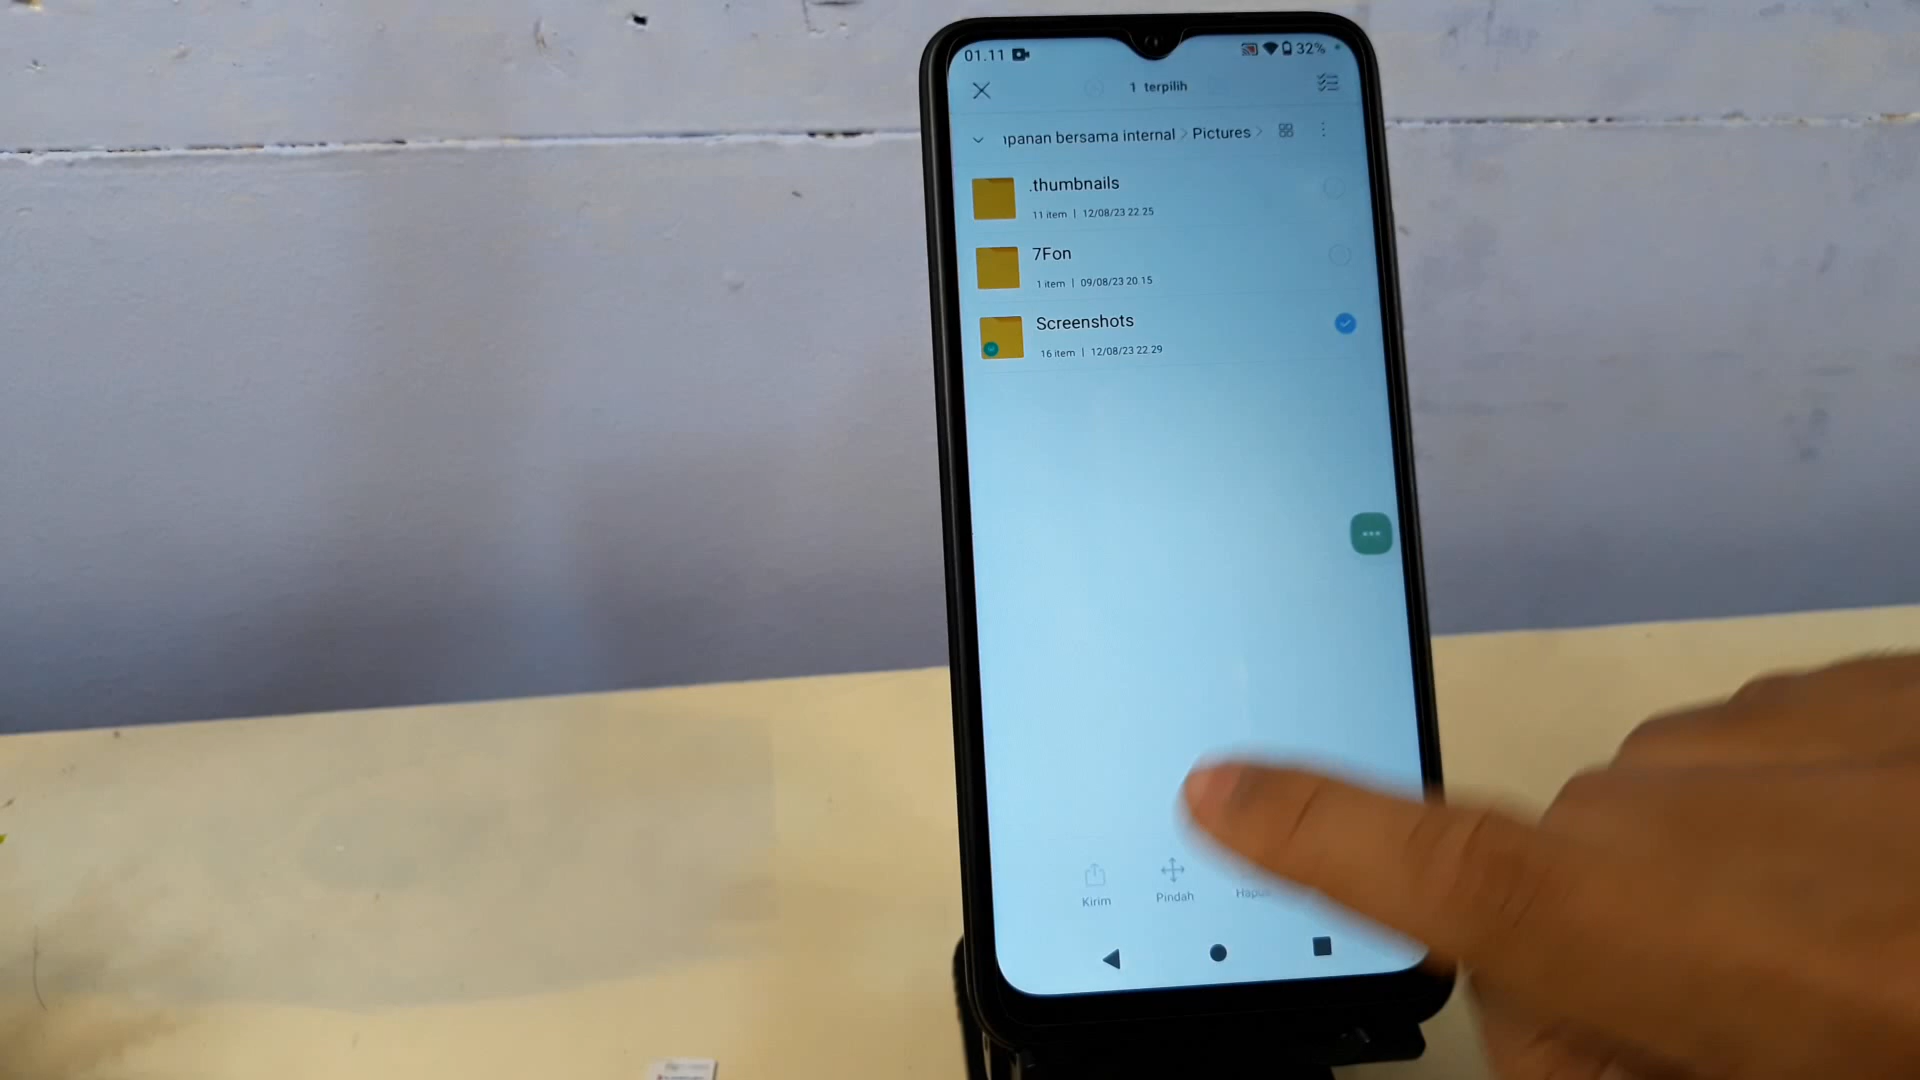 01.11 32%
1 terpilih
panan bersama internal > Pictures >
.thumbnails
11 item | 12/08/23 22.25
7Fon
1 item | 09/08/23 20.15
Screenshots
16 item | 12/08/23 22.29
Kirim Pindah